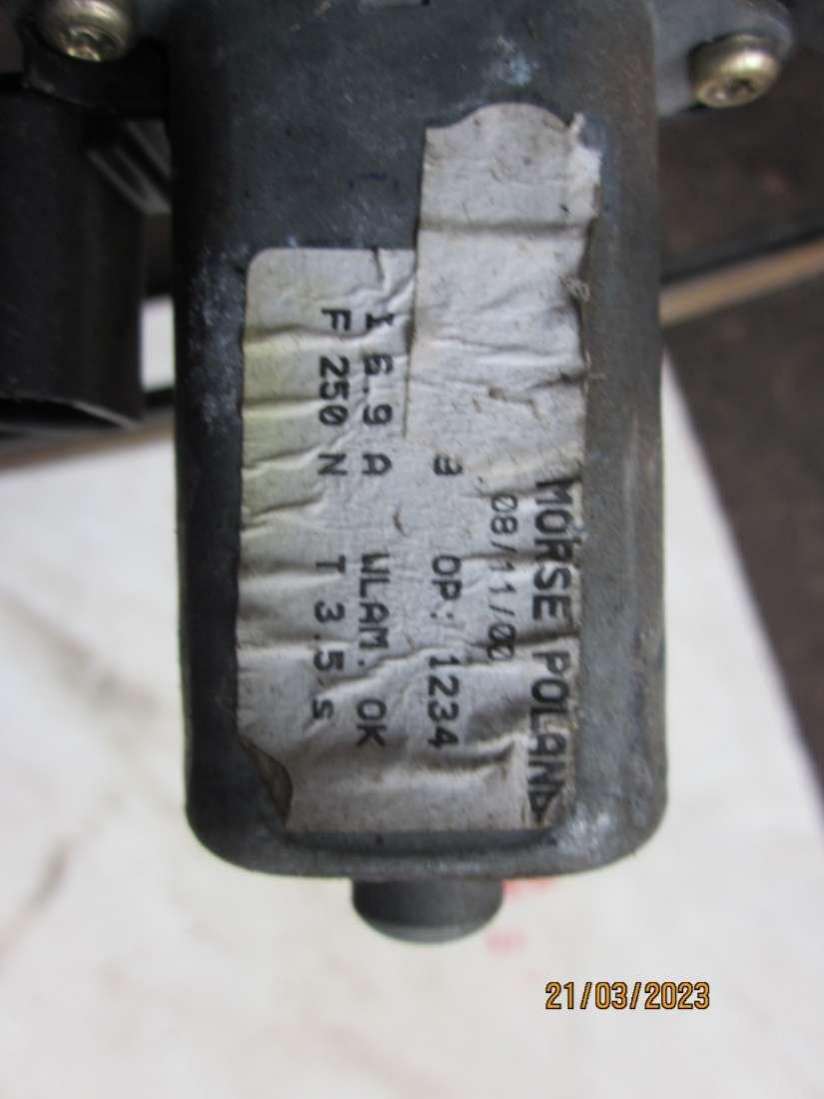 MORSE POLAND
08/11/00
3 OP: 1234
I 6.9 A WLAM. OK
F 250 N T 3.5 s
21/03/2023